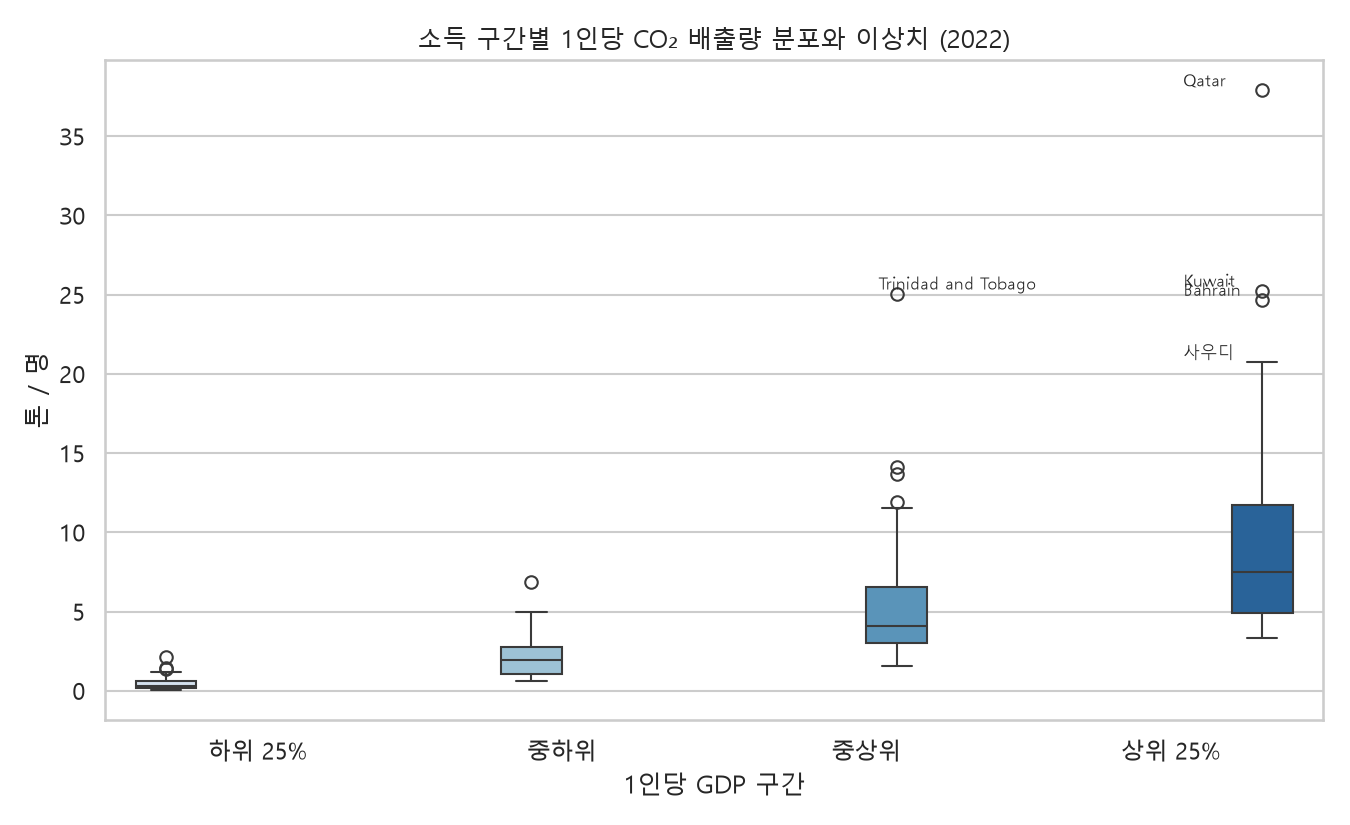 소득 구간별 1인당 CO₂ 배출량 분포와 이상치 (2022)
Qatar
35
30
Trinidad and Tobago
Kuwait
Bahrain
25
사우디
20
15
10
5
0
톤 / 명
하위 25%
중하위
중상위
상위 25%
1인당 GDP 구간